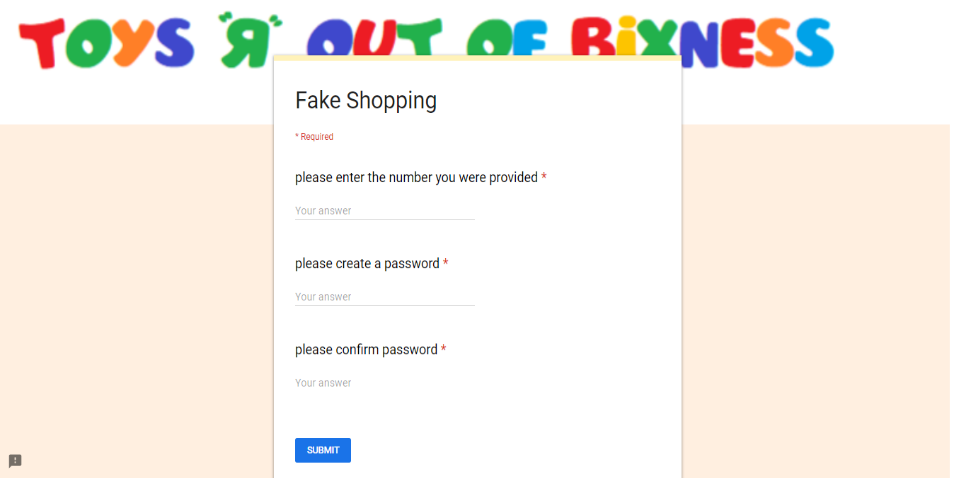 TOYS "R" OUT OF BiXNESS
Fake Shopping
* Required
please enter the number you were provided *
Your answer
please create a password *
Your answer
please confirm password *
Your answer
SUBMIT
!